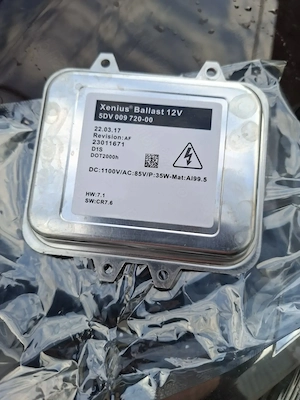 Xenius® Ballast 12V
5DV 009 720-00
22.03.17
Revision:AF
23011671
D1S
DOT2000h
DC:1100V/AC:85V/P:35W-Mat:Al99.5
HW:7.1
SW:CR7.6